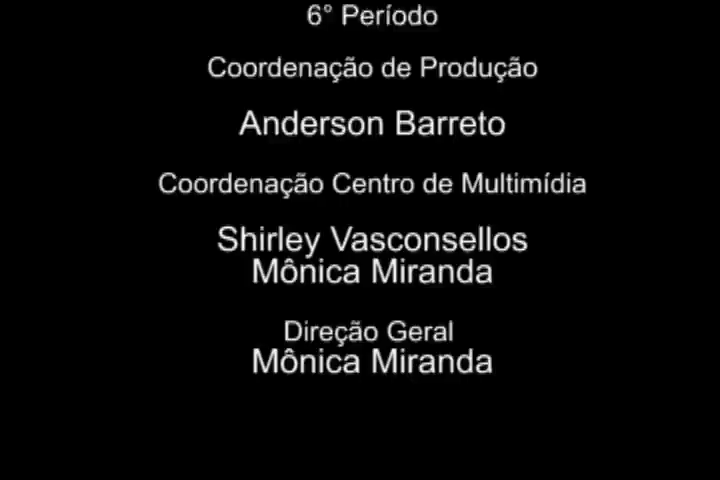 6° Período
Coordenação de Produção
Anderson Barreto
Coordenação Centro de Multimídia
Shirley Vasconsellos
Mônica Miranda
Direção Geral
Mônica Miranda